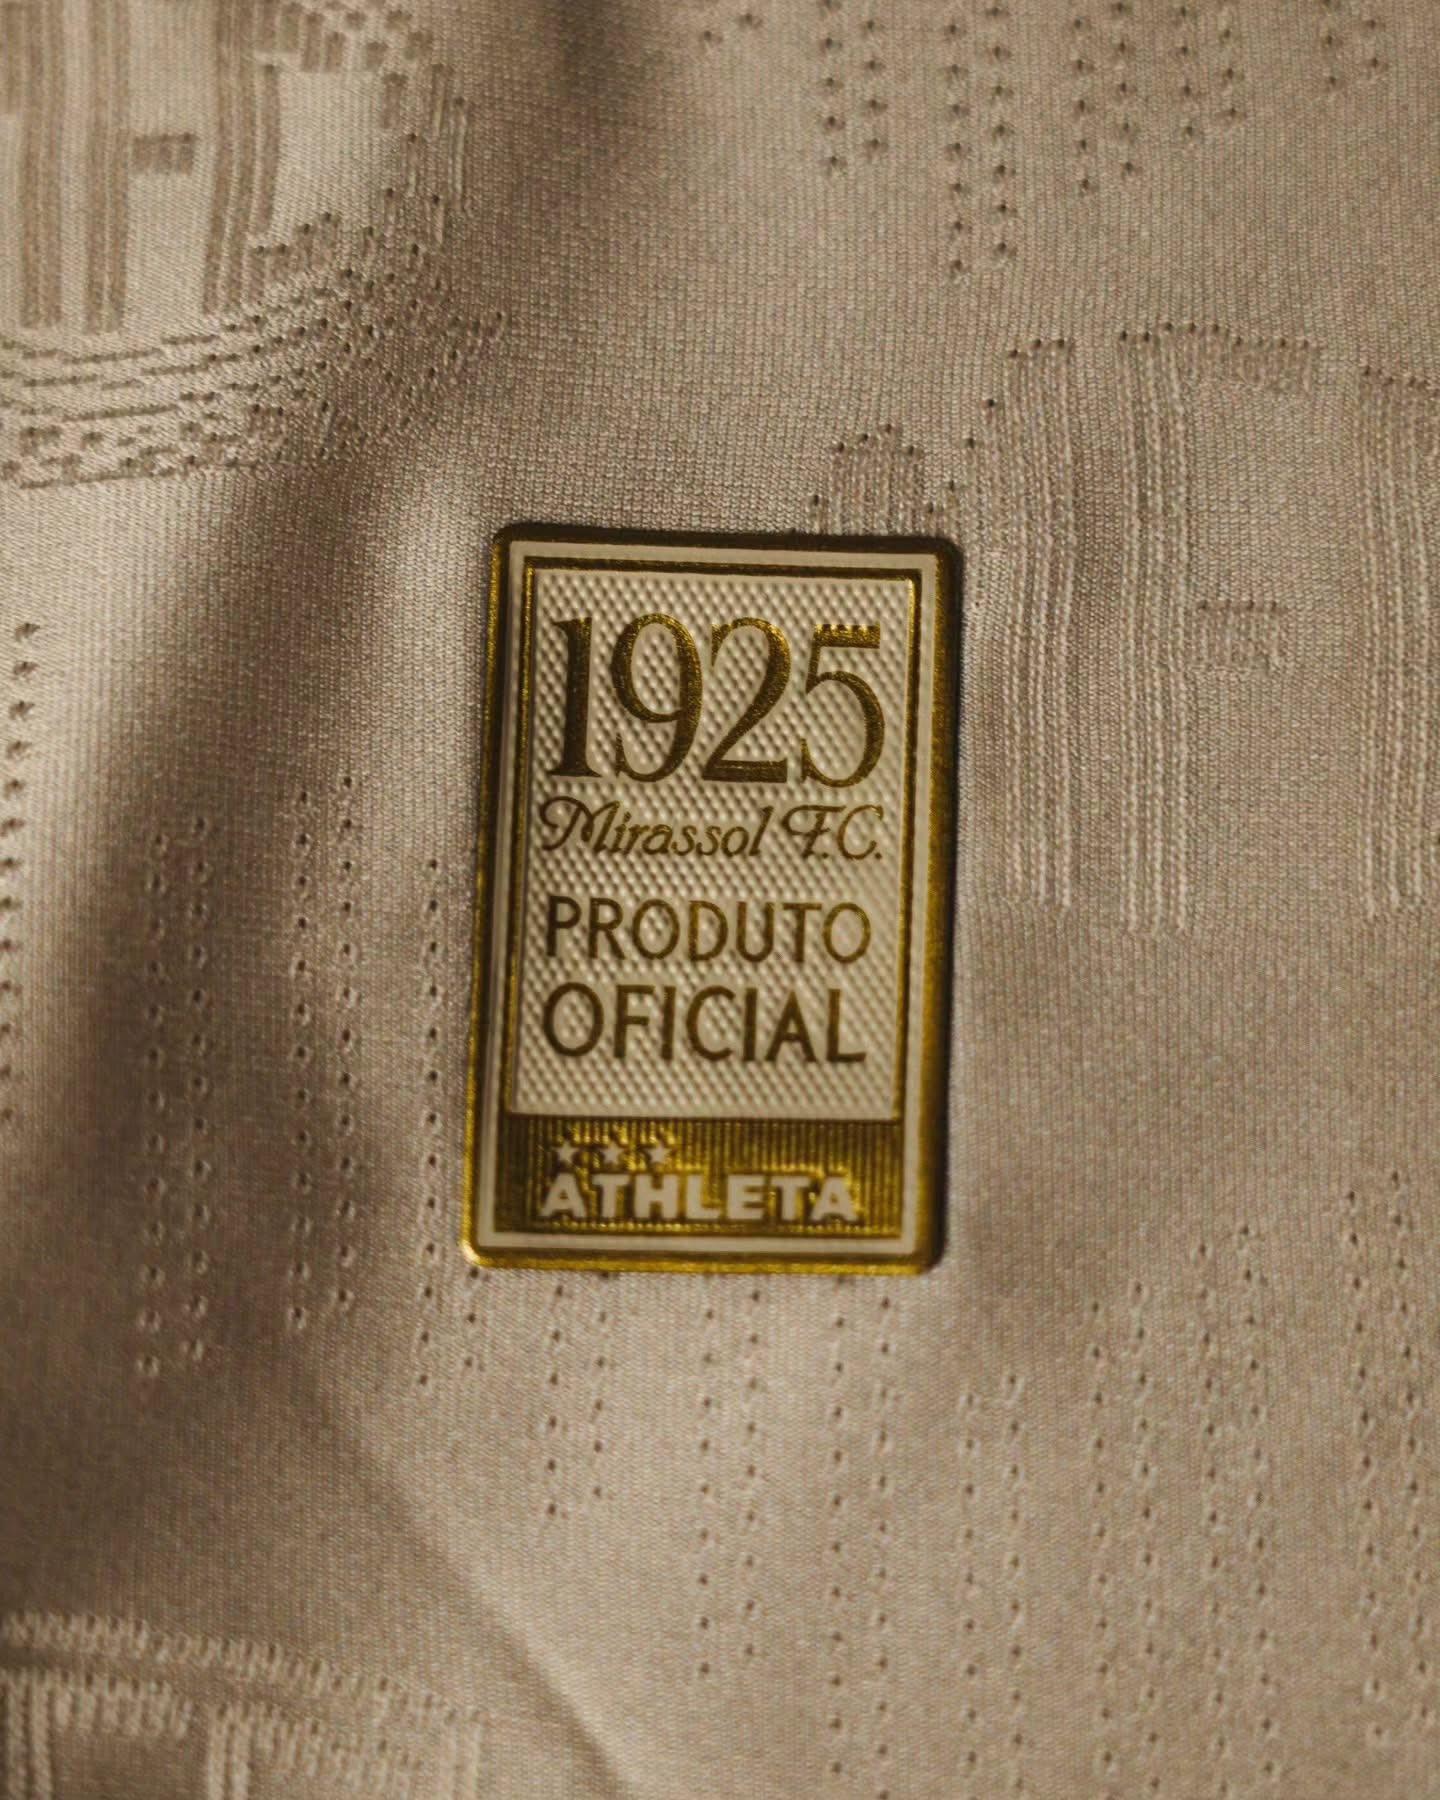 1925
Mirassol F.C.
PRODUTO
OFICIAL
ATHLETA